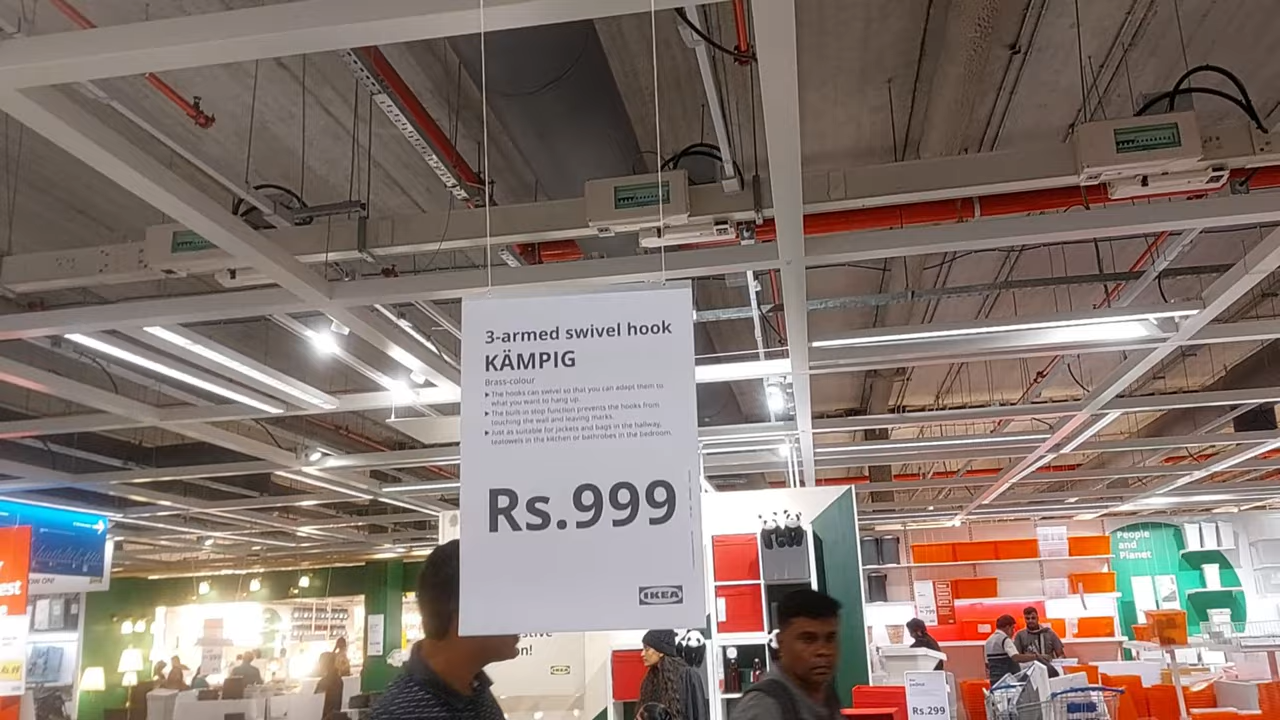 3-armed swivel hook
KÄMPIG
Brass-colour
▶ The hooks can swivel so that you can adapt them to
what you want to hang up.
▶ The built-in stop function prevents the hooks from
touching the wall and leaving marks.
▶ Just as suitable for jackets and bags in the hallway,
teatowels in the kitchen or bathrobes in the bedroom.
Rs.999
IKEA
People
and
Planet
on!
IKEA
Rs.299